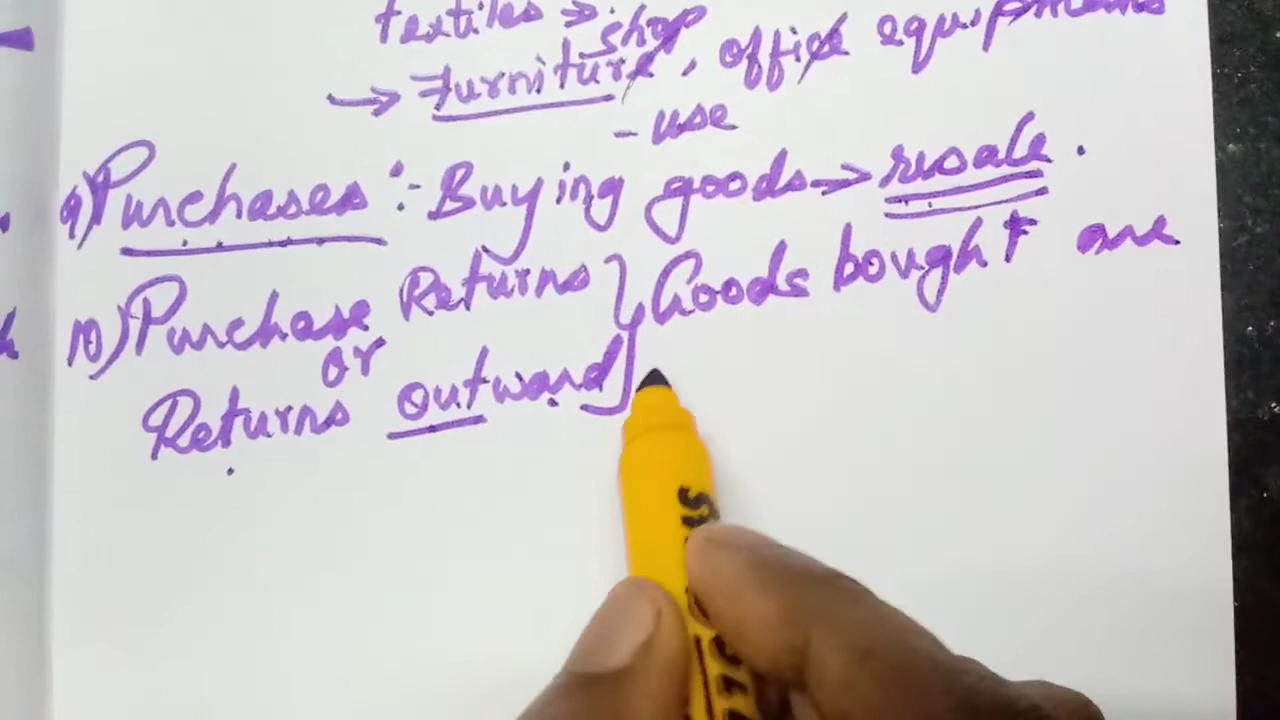 textiles → shop
→ Furniture, office equipments
- use
9) Purchases :- Buying goods → resale.
10) Purchase Returns } Goods bought are
or
Returns outward